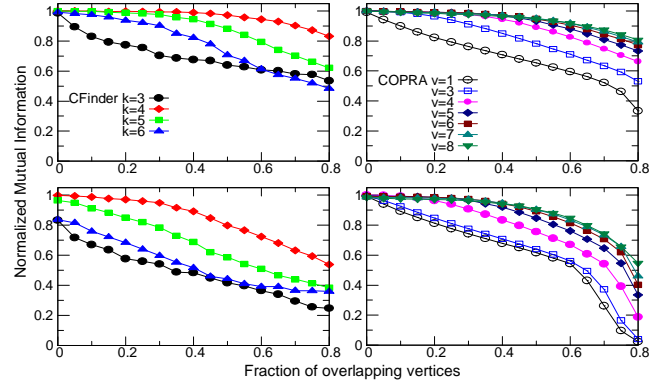 Normalized Mutual Information
1
0.8
0.6
0.4
0.2
0
CFinder k=3
k=4
k=5
k=6
0 0.2 0.4 0.6 0.8
1
0.8
0.6
0.4
0.2
0
COPRA v=1
v=3
v=4
v=5
v=6
v=7
v=8
0 0.2 0.4 0.6 0.8
1
0.8
0.6
0.4
0.2
0
0 0.2 0.4 0.6 0.8
1
0.8
0.6
0.4
0.2
0
0 0.2 0.4 0.6 0.8
Fraction of overlapping vertices